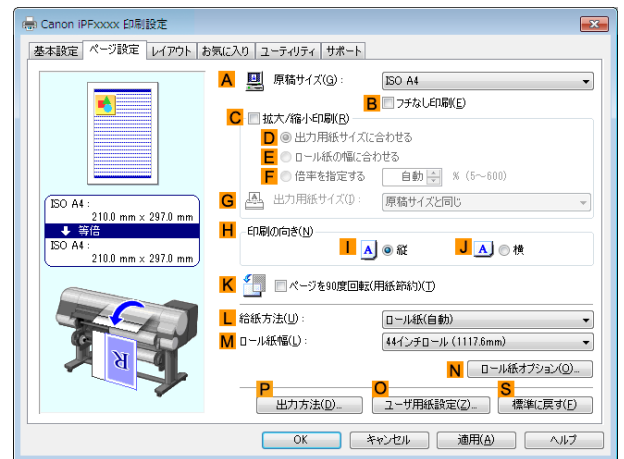 Canon iPFxxxx 印刷設定
基本設定 ページ設定 レイアウト お気に入り ユーティリティ サポート
A 原稿サイズ(G): ISO A4
B フチなし印刷(E)
C 拡大/縮小印刷(R)
D 出力用紙サイズに合わせる
E ロール紙の幅に合わせる
F 倍率を指定する 自動 % (5~600)
G 出力用紙サイズ(I): 原稿サイズと同じ
ISO A4:
210.0 mm x 297.0 mm
等倍
ISO A4:
210.0 mm x 297.0 mm
H 印刷の向き(N)
I A 縦 J A 横
K ページを90度回転(用紙節約)(T)
L 給紙方法(U): ロール紙(自動)
M ロール紙幅(L): 44インチロール (1117.6mm)
R
N ロール紙オプション(O)...
P O S
出力方法(D)... ユーザ用紙設定(Z)... 標準に戻す(F)
OK キャンセル 適用(A) ヘルプ